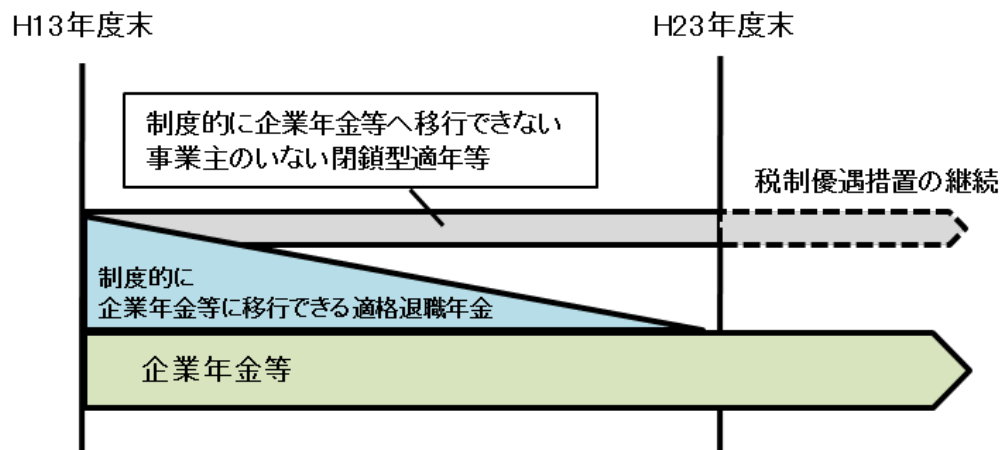 H13年度末
H23年度末
制度的に企業年金等へ移行できない
事業主のいない閉鎖型適年等
税制優遇措置の継続
制度的に
企業年金等に移行できる適格退職年金
企業年金等